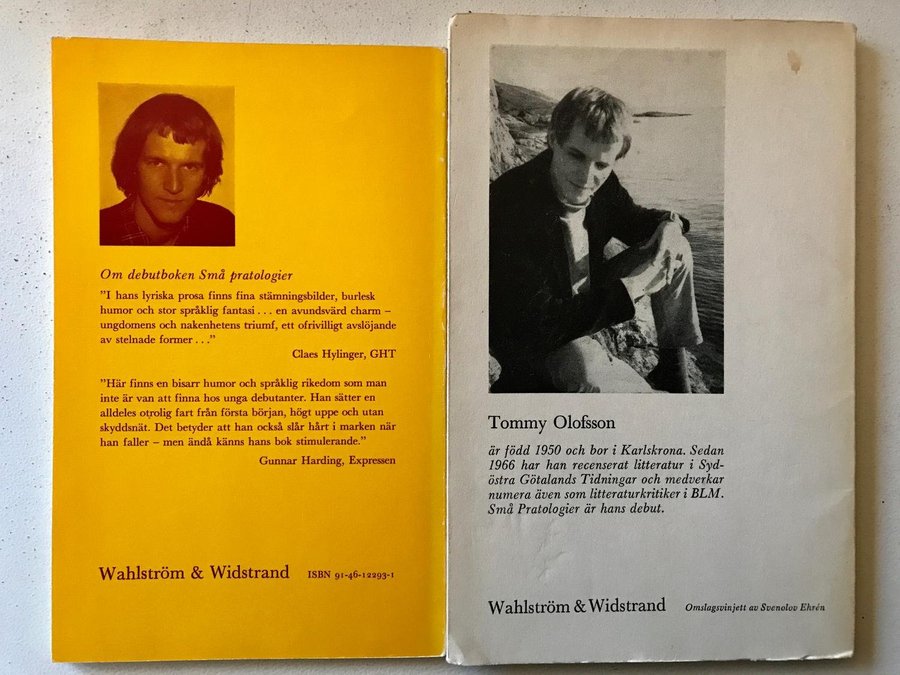 Om debutboken Små pratologier
"I hans lyriska prosa finns fina stämningsbilder, burlesk
humor och stor språklig fantasi . . . en avundsvärd charm –
ungdomens och nakenhetens triumf, ett ofrivilligt avslöjande
av stelnade former . . ."
Claes Hylinger, GHT
"Här finns en bisarr humor och språklig rikedom som man
inte är van att finna hos unga debutanter. Han sätter en
alldeles otrolig fart från första början, högt uppe och utan
skyddsnät. Det betyder att han också slår hårt i marken när
han faller – men ändå känns hans bok stimulerande."
Gunnar Harding, Expressen
Wahlström & Widstrand ISBN 91-46-12293-1
Tommy Olofsson
är född 1950 och bor i Karlskrona. Sedan
1966 har han recenserat litteratur i Syd-
östra Götalands Tidningar och medverkar
numera även som litteraturkritiker i BLM.
Små Pratologier är hans debut.
Wahlström & Widstrand Omslagsvinjett av Svenolov Ehrén